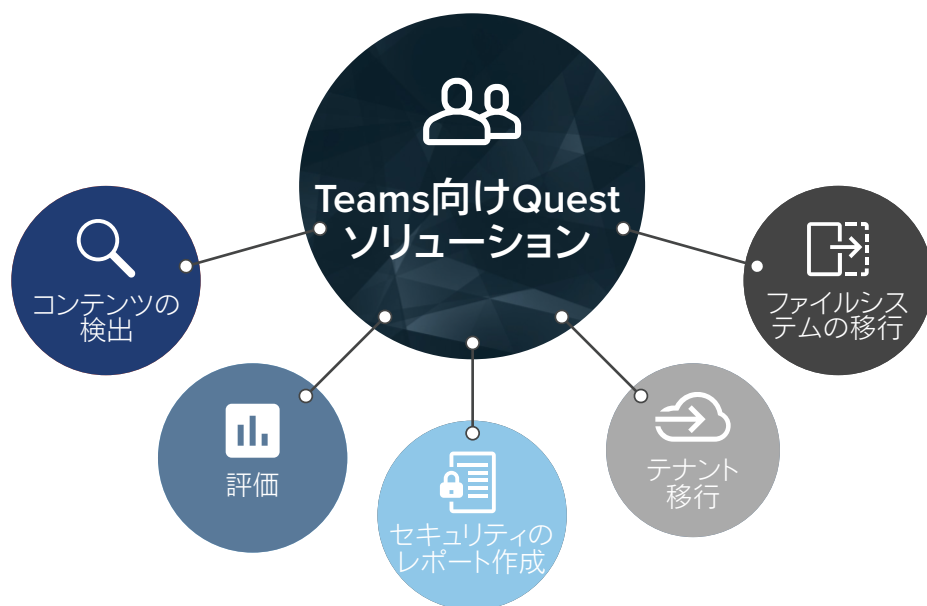 Teams向けQuest
ソリューション
コンテンツの
検出
評価
セキュリティの
レポート作成
テナント
移行
ファイルシス
テムの移行